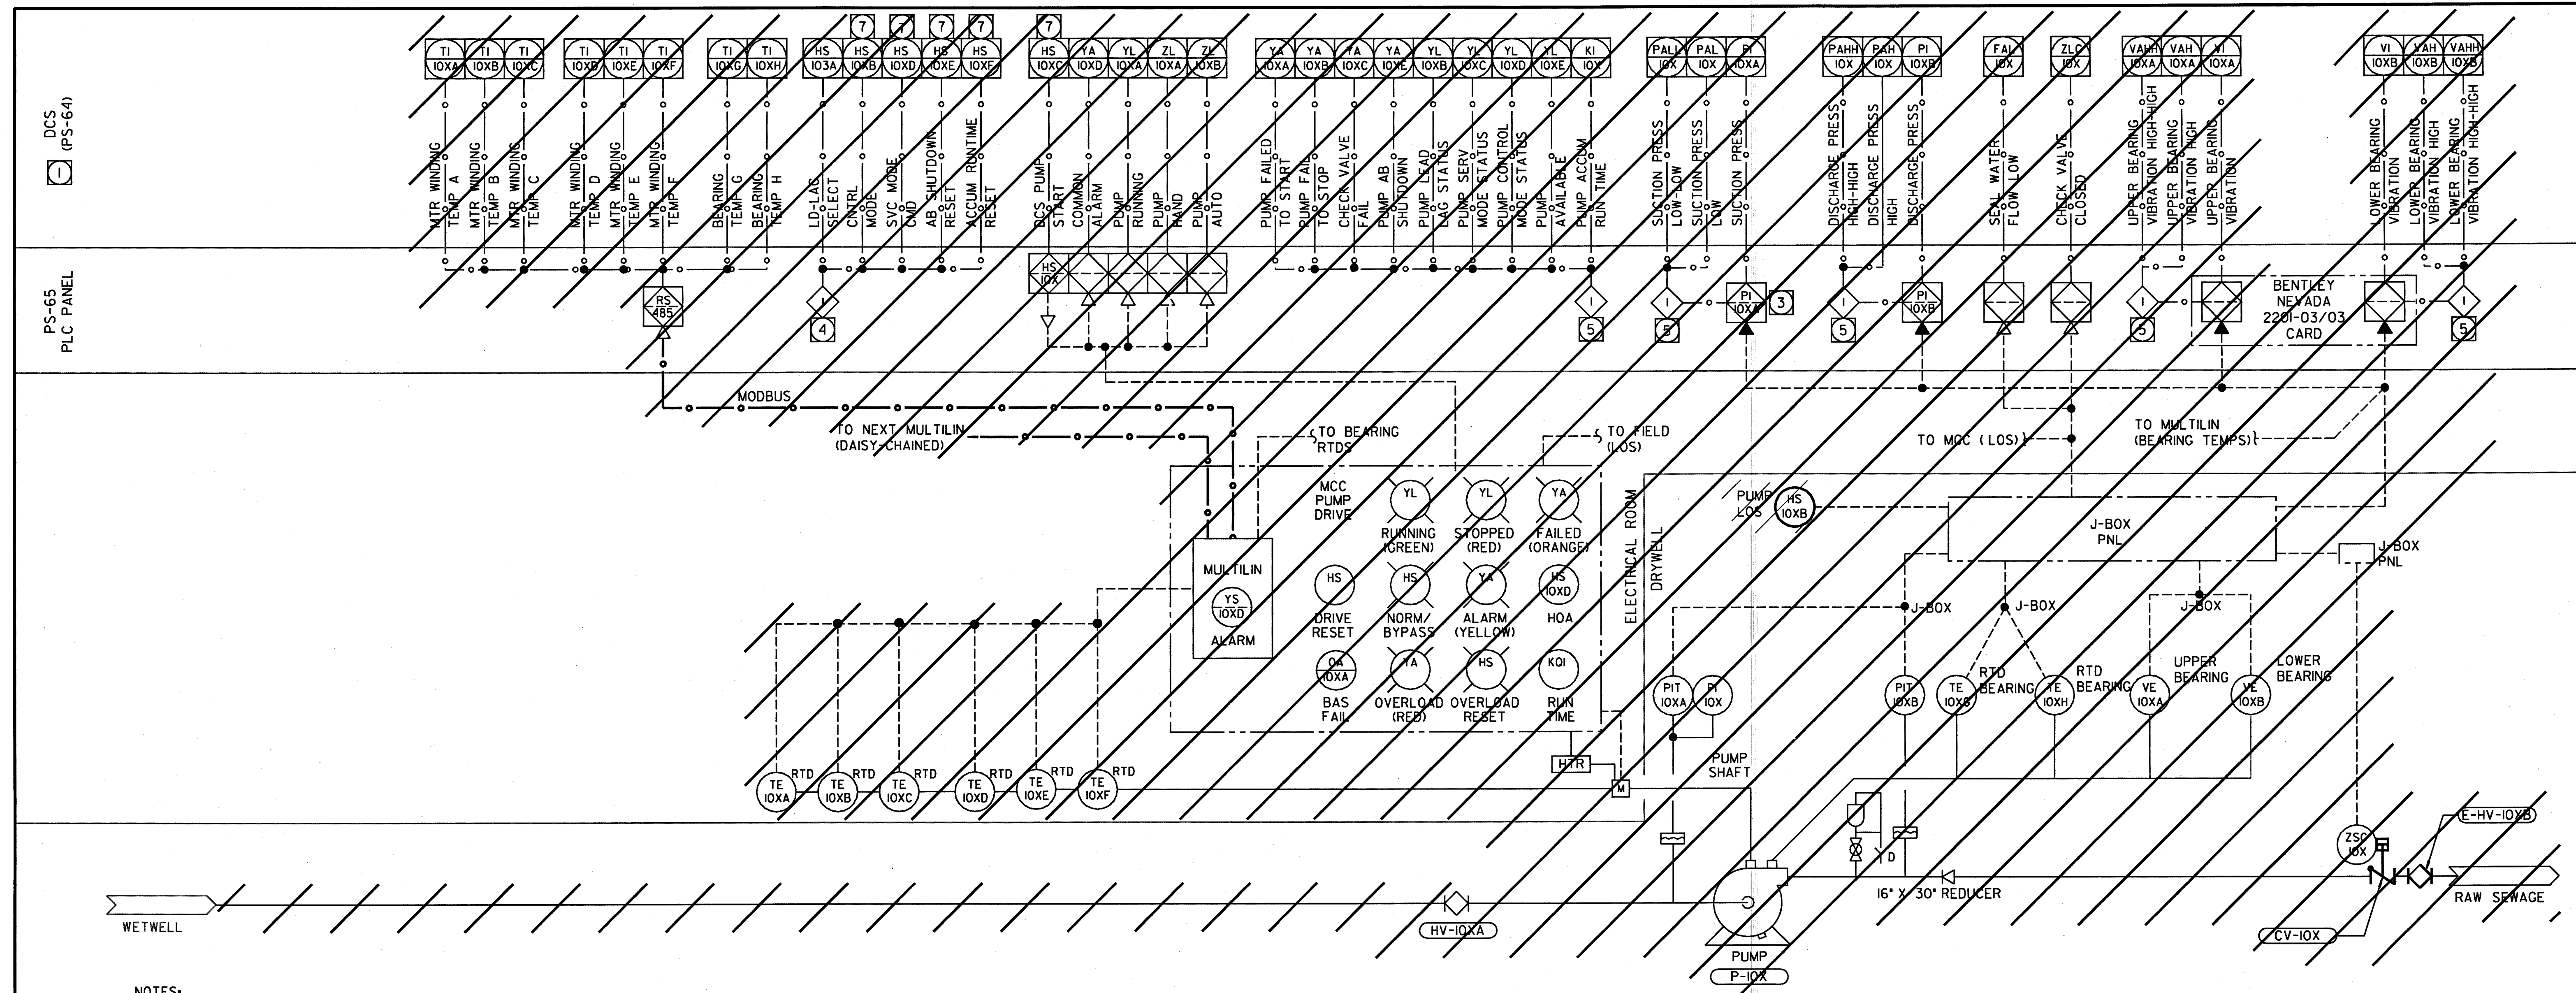 7
7
7
7
7
TI 10XA
TI 10XB
TI 10XC
TI 10XD
TI 10XE
TI 10XF
TI 10XG
TI 10XH
HS 103A
HS 10XB
HS 10XD
HS 10XE
HS 10XF
HS 10XC
YA 10XD
YL 10XA
ZL 10XA
ZL 10XB
YA 10XA
YA 10XB
YA 10XC
YA 10XE
YL 10XB
YL 10XC
YL 10XD
YL 10XE
KI 10X
PALL 10X
PAL 10X
PI 10XA
PAHH 10X
PAH 10X
PI 10XB
FAL 10X
ZLC 10X
VAHH 10XA
VAH 10XA
VI 10XA
VI 10XB
VAH 10XB
VAHH 10XB
DCS
(PS-64)
MTR WINDING
TEMP A
MTR WINDING
TEMP B
MTR WINDING
TEMP C
MTR WINDING
TEMP D
MTR WINDING
TEMP E
MTR WINDING
TEMP F
BEARING
TEMP G
BEARING
TEMP H
LD-LAG
SELECT
CNTRL
MODE
SVC MODE
CMD
AB SHUTDOWN
RESET
ACCUM RUNTIME
RESET
DCS PUMP
START
COMMON
ALARM
PUMP
RUNNING
PUMP
HAND
PUMP
AUTO
PUMP FAILED
TO START
PUMP FAIL
TO STOP
CHECK VALVE
FAIL
PUMP AB
SHUTDOWN
PUMP LEAD
LAG STATUS
PUMP SERV
MODE STATUS
PUMP CONTROL
MODE STATUS
PUMP
AVAILABLE
PUMP ACCUM
RUN TIME
SUCTION PRESS
LOW-LOW
SUCTION PRESS
LOW
SUCTION PRESS
DISCHARGE PRESS
HIGH-HIGH
DISCHARGE PRESS
HIGH
DISCHARGE PRESS
SEAL WATER
FLOW LOW
CHECK VALVE
CLOSED
UPPER BEARING
VIBRATION HIGH-HIGH
UPPER BEARING
VIBRATION HIGH
UPPER BEARING
VIBRATION
LOWER BEARING
VIBRATION
LOWER BEARING
VIBRATION HIGH
LOWER BEARING
VIBRATION HIGH-HIGH
PS-65
PLC PANEL
RS
485
I
4
HS
10X
I
5
I
5
PI
10XA
3
I
5
PI
10XB
I
5
BENTLEY
NEVADA
2201-03/03
CARD
I
5
MODBUS
TO NEXT MULTILIN
(DAISY-CHAINED)
TO BEARING
RTDS
TO FIELD
(LOS)
TO MCC (LOS)
TO MULTILIN
(BEARING TEMPS)
MCC
PUMP
DRIVE
YL
RUNNING
(GREEN)
YL
STOPPED
(RED)
YA
FAILED
(ORANGE)
MULTILIN
YS
10XD
ALARM
HS
DRIVE
RESET
HS
NORM/
BYPASS
YA
ALARM
(YELLOW)
HS
10XD
HOA
OA
10XA
BAS
FAIL
YA
OVERLOAD
(RED)
HS
OVERLOAD
RESET
KQI
RUN
TIME
ELECTRICAL ROOM
DRYWELL
PUMP
LOS
HS
10XB
J-BOX
PNL
J-BOX
PNL
J-BOX
J-BOX
J-BOX
PIT
10XA
PI
10X
PIT
10XB
TE
10XG
RTD
BEARING
TE
10XH
RTD
BEARING
VE
10XA
UPPER
BEARING
VE
10XB
LOWER
BEARING
TE
10XA
RTD
TE
10XB
RTD
TE
10XC
RTD
TE
10XD
RTD
TE
10XE
RTD
TE
10XF
RTD
HTR
M
PUMP
SHAFT
D
ZSC
10X
E-HV-10XB
16" X 30" REDUCER
WETWELL
HV-10XA
RAW SEWAGE
CV-10X
PUMP
P-10X
NOTES: